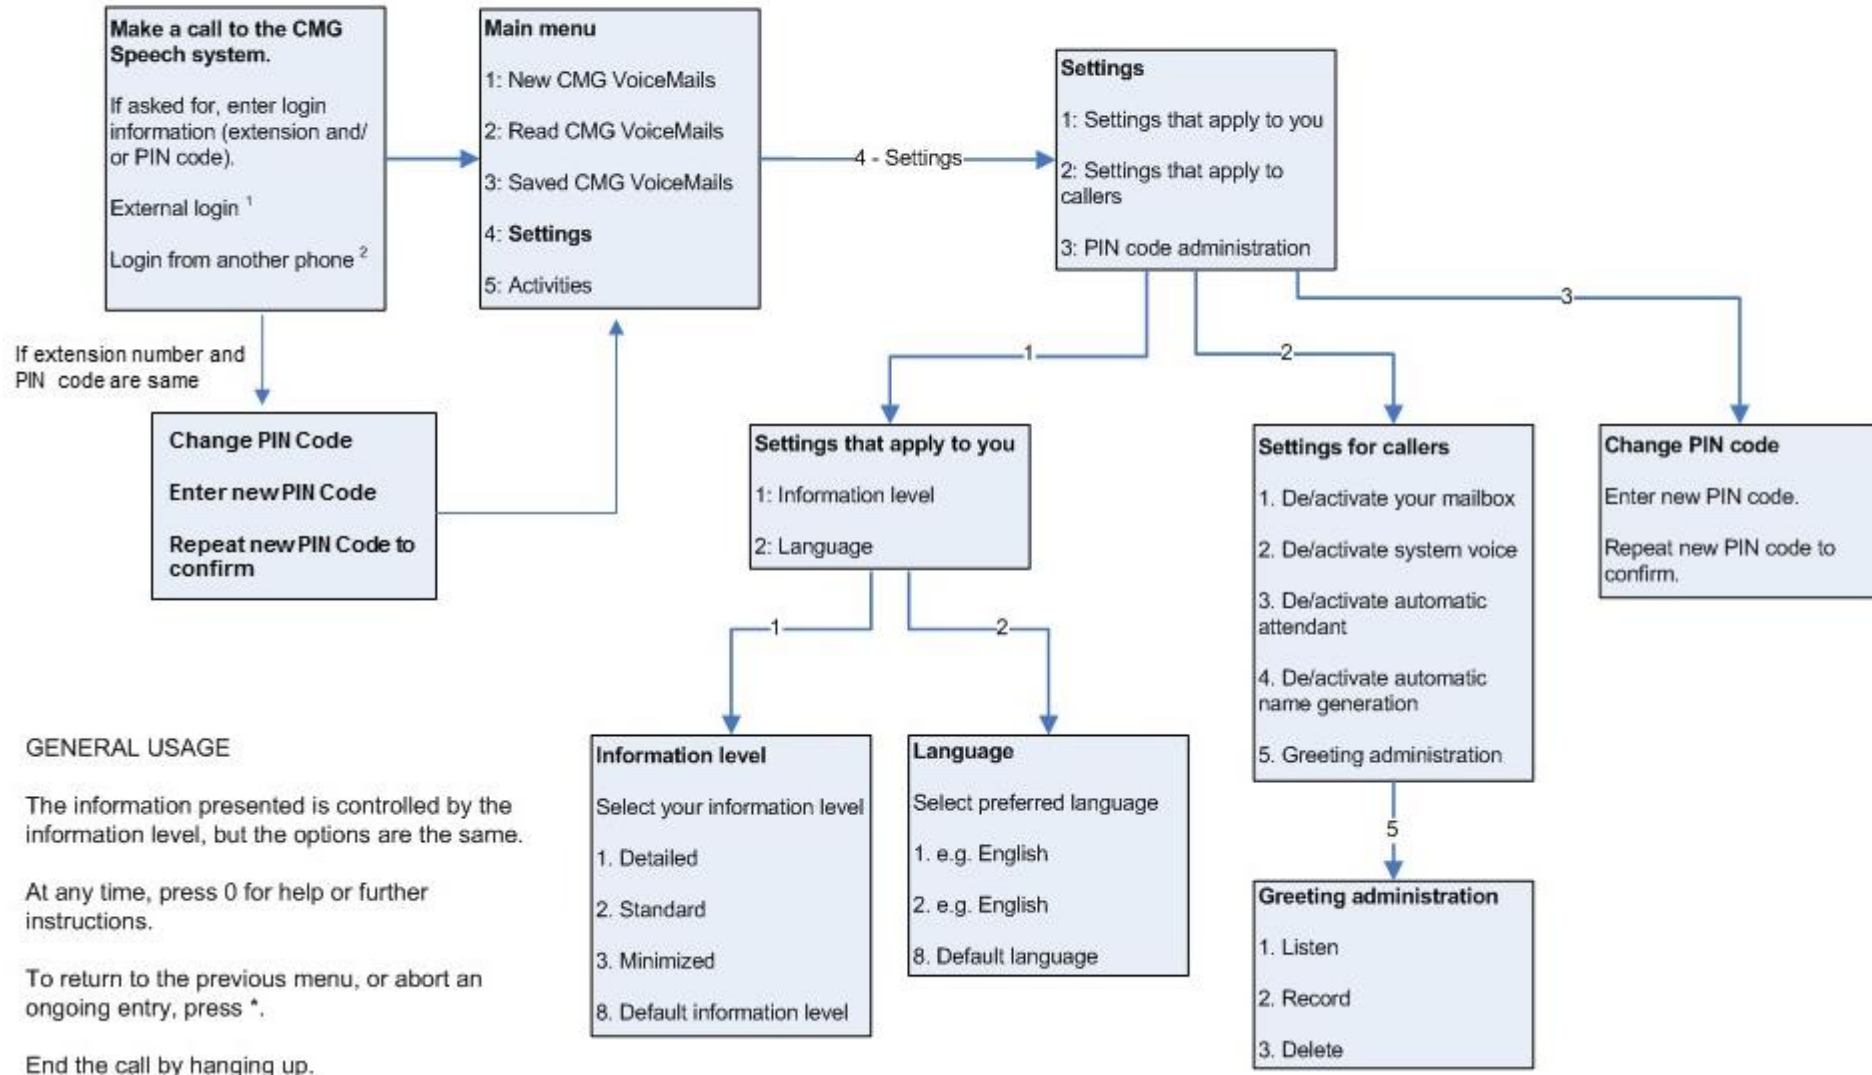 Make a call to the CMG
Speech system.
If asked for, enter login
information (extension and/
or PIN code).
External login 1
Login from another phone 2
Main menu
1: New CMG VoiceMails
2: Read CMG VoiceMails
3: Saved CMG VoiceMails
4: Settings
5: Activities
4 - Settings
Settings
1: Settings that apply to you
2: Settings that apply to
callers
3: PIN code administration
If extension number and
PIN code are same
Change PIN Code
Enter new PIN Code
Repeat new PIN Code to
confirm
1
2
3
Settings that apply to you
1: Information level
2: Language
Settings for callers
1. De/activate your mailbox
2. De/activate system voice
3. De/activate automatic
attendant
4. De/activate automatic
name generation
5. Greeting administration
Change PIN code
Enter new PIN code.
Repeat new PIN code to
confirm.
1
2
Information level
Select your information level
1. Detailed
2. Standard
3. Minimized
8. Default information level
Language
Select preferred language
1. e.g. English
2. e.g. English
8. Default language
5
Greeting administration
1. Listen
2. Record
3. Delete
GENERAL USAGE
The information presented is controlled by the
information level, but the options are the same.
At any time, press 0 for help or further
instructions.
To return to the previous menu, or abort an
ongoing entry, press *.
End the call by hanging up.